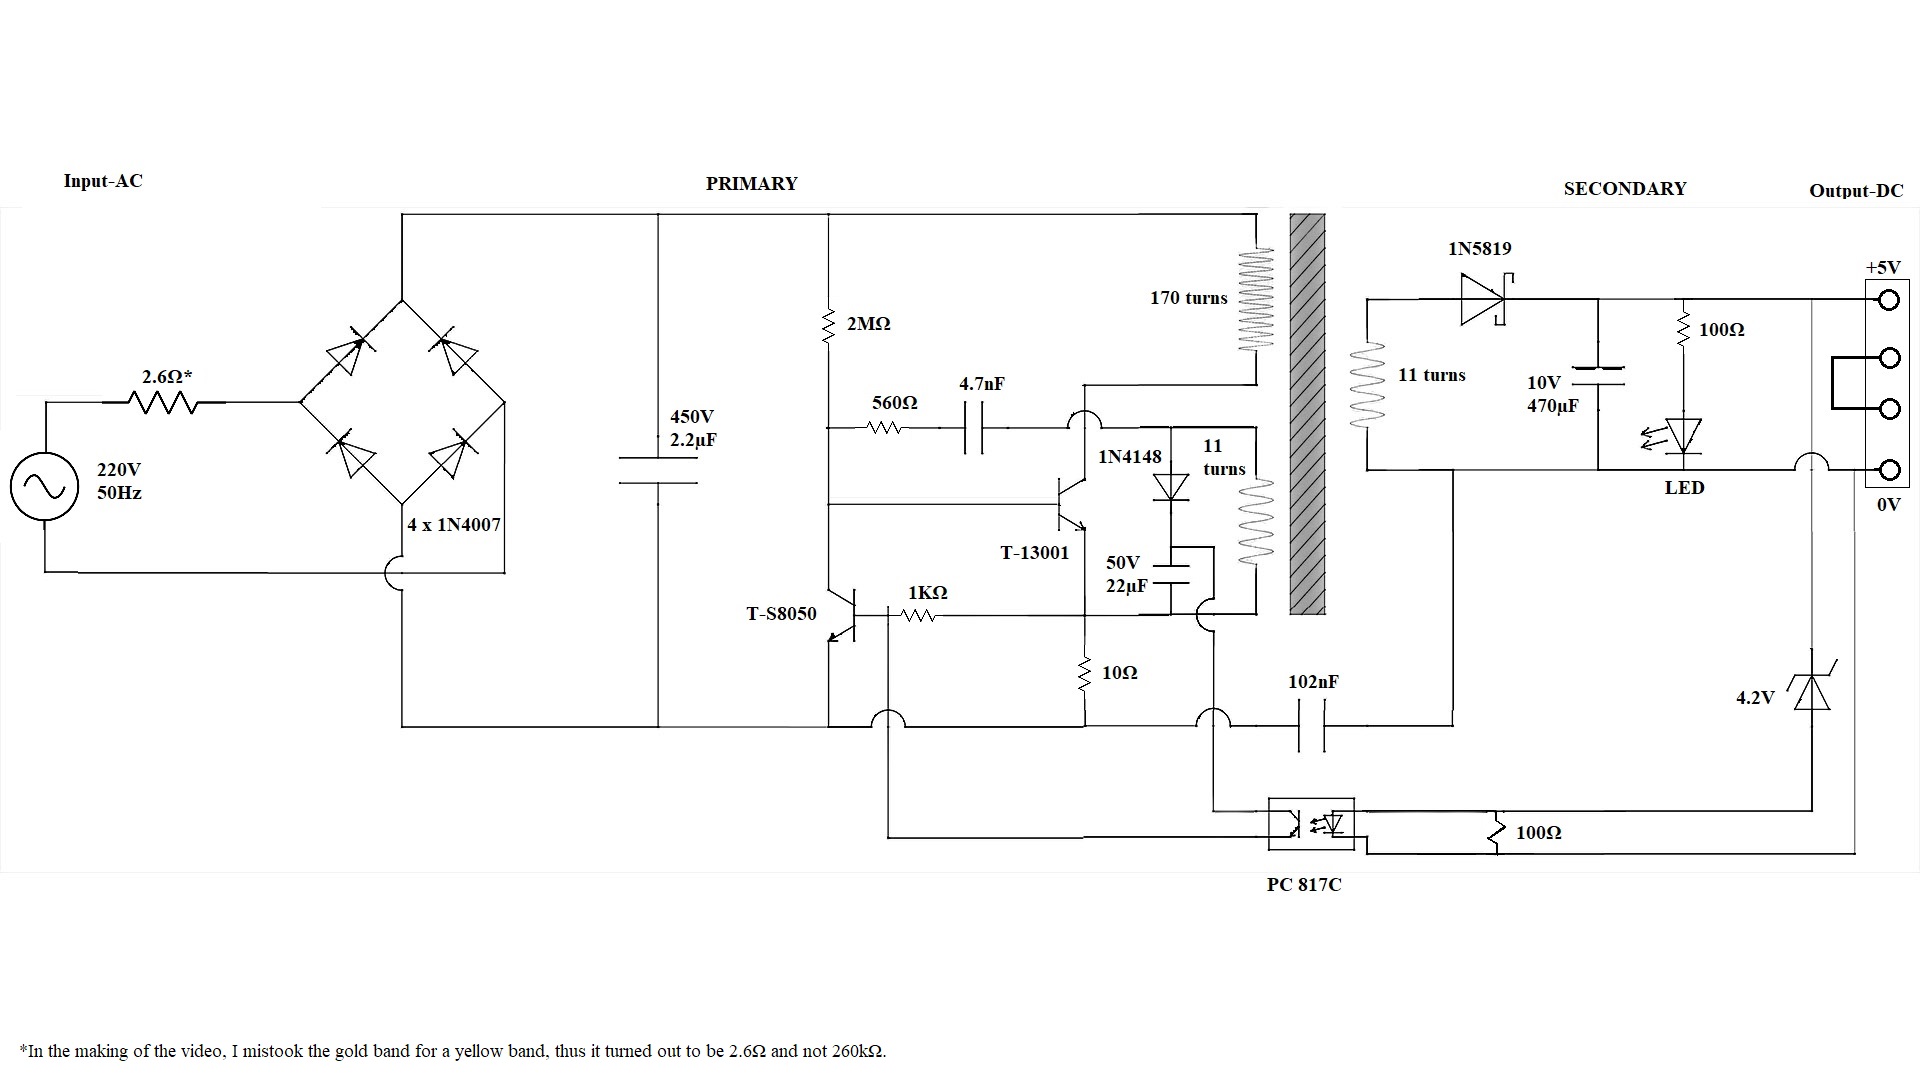 Input-AC
PRIMARY
SECONDARY
Output-DC
1N5819
+5V
170 turns
2MΩ
100Ω
2.6Ω*
4.7nF
11 turns
10V
470µF
560Ω
450V
2.2µF
1N4148
11
turns
220V
50Hz
LED
0V
4 x 1N4007
T-13001
50V
22µF
1KΩ
T-S8050
10Ω
102nF
4.2V
100Ω
PC 817C
*In the making of the video, I mistook the gold band for a yellow band, thus it turned out to be 2.6Ω and not 260kΩ.